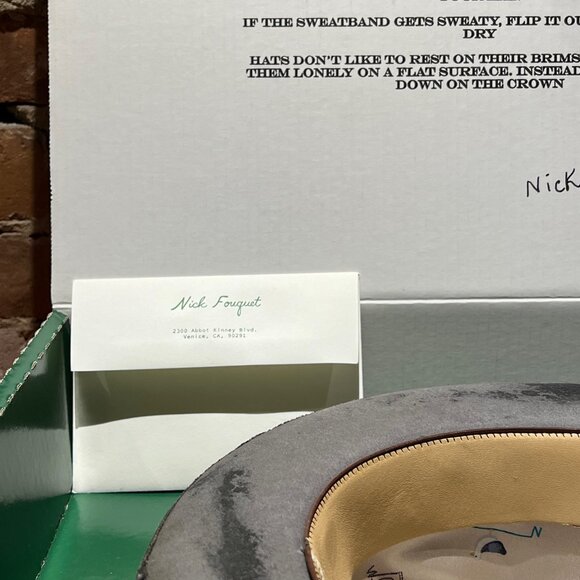 IF THE SWEATBAND GETS SWEATY, FLIP IT OU
DRY
HATS DON'T LIKE TO REST ON THEIR BRIMS
THEM LONELY ON A FLAT SURFACE. INSTEAD
DOWN ON THE CROWN
Nick
Nick Fouquet
2300 Abbot Kinney Blvd.
Venice, CA, 90291